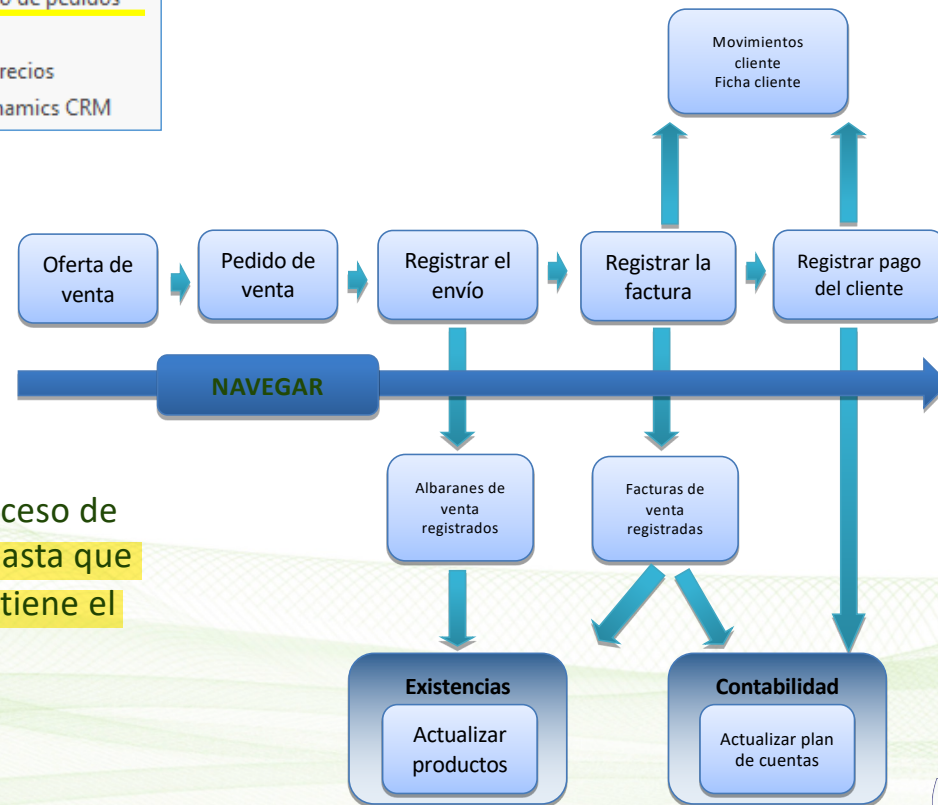 de pedidos
recios
namics CRM
Movimientos
cliente
Ficha cliente
Oferta de
venta
Pedido de
venta
Registrar el
envío
Registrar la
factura
Registrar pago
del cliente
NAVEGAR
Albaranes de
venta
registrados
Facturas de
venta
registradas
ceso de
asta que
tiene el
Existencias
Actualizar
productos
Contabilidad
Actualizar plan
de cuentas